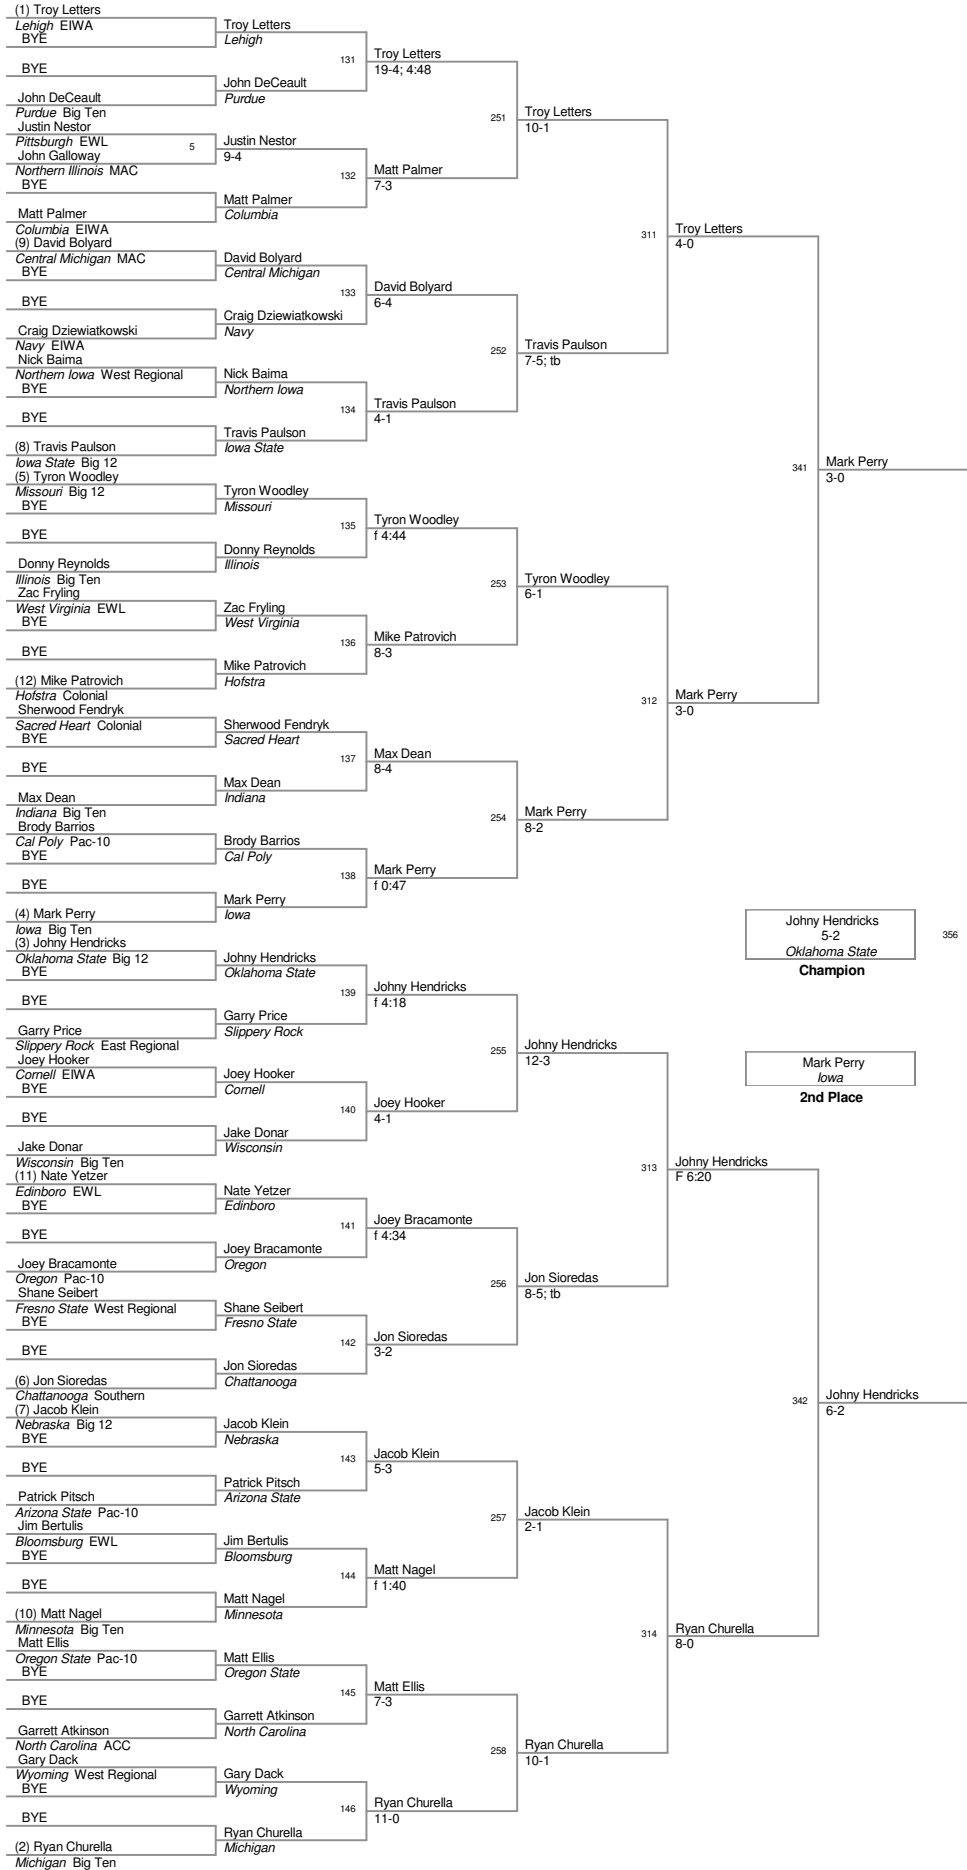 (1) Troy Letters
Lehigh EIWA
BYE
BYE
John DeCeault
Purdue Big Ten
Justin Nestor
Pittsburgh EWL
John Galloway
Northern Illinois MAC
BYE
Matt Palmer
Columbia EIWA
(9) David Bolyard
Central Michigan MAC
BYE
BYE
Craig Dziewiatkowski
Navy EIWA
Nick Baima
Northern Iowa West Regional
BYE
BYE
(8) Travis Paulson
Iowa State Big 12
(5) Tyron Woodley
Missouri Big 12
BYE
BYE
Donny Reynolds
Illinois Big Ten
Zac Fryling
West Virginia EWL
BYE
BYE
(12) Mike Patrovich
Hofstra Colonial
Sherwood Fendryk
Sacred Heart Colonial
BYE
BYE
Max Dean
Indiana Big Ten
Brody Barrios
Cal Poly Pac-10
BYE
BYE
(4) Mark Perry
Iowa Big Ten
(3) Johny Hendricks
Oklahoma State Big 12
BYE
BYE
Garry Price
Slippery Rock East Regional
Joey Hooker
Cornell EIWA
BYE
BYE
Jake Donar
Wisconsin Big Ten
(11) Nate Yetzer
Edinboro EWL
BYE
BYE
Joey Bracamonte
Oregon Pac-10
Shane Seibert
Fresno State West Regional
BYE
BYE
(6) Jon Sioredas
Chattanooga Southern
(7) Jacob Klein
Nebraska Big 12
BYE
BYE
Patrick Pitsch
Arizona State Pac-10
Jim Bertulis
Bloomsburg EWL
BYE
BYE
(10) Matt Nagel
Minnesota Big Ten
Matt Ellis
Oregon State Pac-10
BYE
BYE
Garrett Atkinson
North Carolina ACC
Gary Dack
Wyoming West Regional
BYE
BYE
(2) Ryan Churella
Michigan Big Ten
5
Troy Letters
Lehigh
John DeCeault
Purdue
Justin Nestor
9-4
Matt Palmer
Columbia
David Bolyard
Central Michigan
Craig Dziewiatkowski
Navy
Nick Baima
Northern Iowa
Travis Paulson
Iowa State
Tyron Woodley
Missouri
Donny Reynolds
Illinois
Zac Fryling
West Virginia
Mike Patrovich
Hofstra
Sherwood Fendryk
Sacred Heart
Max Dean
Indiana
Brody Barrios
Cal Poly
Mark Perry
Iowa
Johny Hendricks
Oklahoma State
Garry Price
Slippery Rock
Joey Hooker
Cornell
Jake Donar
Wisconsin
Nate Yetzer
Edinboro
Joey Bracamonte
Oregon
Shane Seibert
Fresno State
Jon Sioredas
Chattanooga
Jacob Klein
Nebraska
Patrick Pitsch
Arizona State
Jim Bertulis
Bloomsburg
Matt Nagel
Minnesota
Matt Ellis
Oregon State
Garrett Atkinson
North Carolina
Gary Dack
Wyoming
Ryan Churella
Michigan
131
Troy Letters
19-4; 4:48
132
Matt Palmer
7-3
133
David Bolyard
6-4
134
Travis Paulson
4-1
135
Tyron Woodley
f 4:44
136
Mike Patrovich
8-3
137
Max Dean
8-4
138
Mark Perry
f 0:47
139
Johny Hendricks
f 4:18
140
Joey Hooker
4-1
141
Joey Bracamonte
f 4:34
142
Jon Sioredas
3-2
143
Jacob Klein
5-3
144
Matt Nagel
f 1:40
145
Matt Ellis
7-3
146
Ryan Churella
11-0
251
Troy Letters
10-1
252
Travis Paulson
7-5; tb
253
Tyron Woodley
6-1
254
Mark Perry
8-2
255
Johny Hendricks
12-3
256
Jon Sioredas
8-5; tb
257
Jacob Klein
2-1
258
Ryan Churella
10-1
311
Troy Letters
4-0
312
Mark Perry
3-0
313
Johny Hendricks
F 6:20
314
Ryan Churella
8-0
341
Mark Perry
3-0
342
Johny Hendricks
6-2
Johny Hendricks
5-2
Oklahoma State
356
Champion
Mark Perry
Iowa
2nd Place